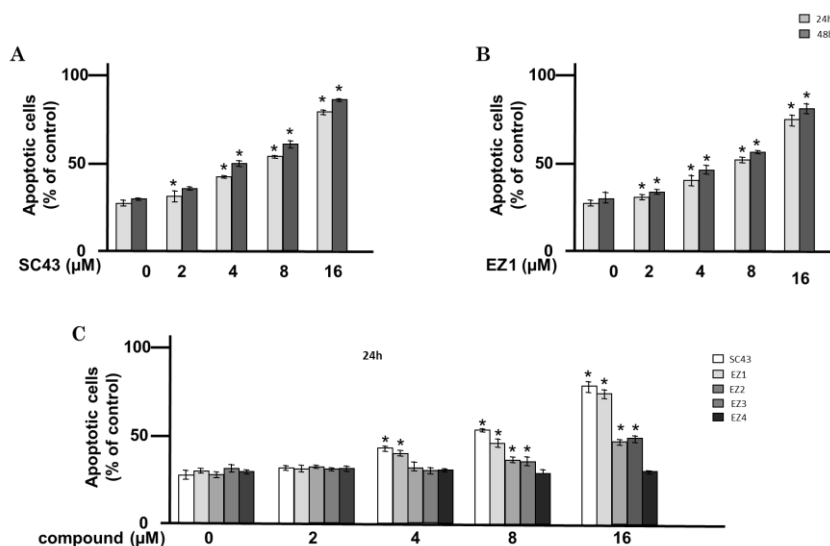 24h
48h
A
B
100
50
0
Apoptotic cells
(% of control)
* * * * * * *
SC43 (µM)
0 2 4 8 16
100
50
0
Apoptotic cells
(% of control)
* * * * * * * *
EZ1 (µM)
0 2 4 8 16
C
24h
100
50
0
Apoptotic cells
(% of control)
* * * * * * * * * *
SC43
EZ1
EZ2
EZ3
EZ4
compound (µM)
0 2 4 8 16